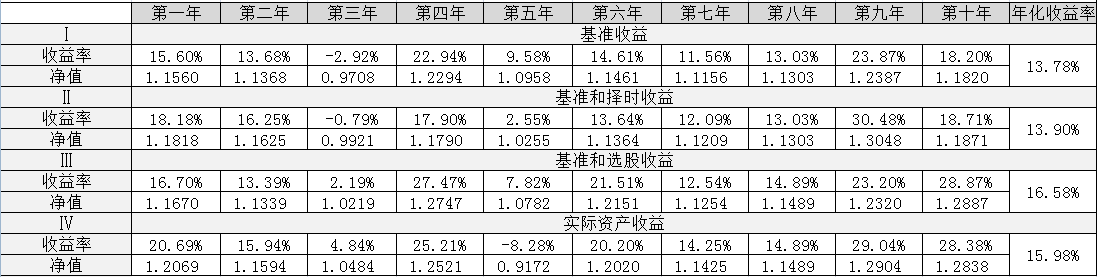 第一年 第二年 第三年 第四年 第五年 第六年 第七年 第八年 第九年 第十年 年化收益率
Ⅰ 基准收益
收益率 15.60% 13.68% -2.92% 22.94% 9.58% 14.61% 11.56% 13.03% 23.87% 18.20% 13.78%
净值 1.1560 1.1368 0.9708 1.2294 1.0958 1.1461 1.1156 1.1303 1.2387 1.1820
Ⅱ 基准和择时收益
收益率 18.18% 16.25% -0.79% 17.90% 2.55% 13.64% 12.09% 13.03% 30.48% 18.71% 13.90%
净值 1.1818 1.1625 0.9921 1.1790 1.0255 1.1364 1.1209 1.1303 1.3048 1.1871
Ⅲ 基准和选股收益
收益率 16.70% 13.39% 2.19% 27.47% 7.82% 21.51% 12.54% 14.89% 23.20% 28.87% 16.58%
净值 1.1670 1.1339 1.0219 1.2747 1.0782 1.2151 1.1254 1.1489 1.2320 1.2887
Ⅳ 实际资产收益
收益率 20.69% 15.94% 4.84% 25.21% -8.28% 20.20% 14.25% 14.89% 29.04% 28.38% 15.98%
净值 1.2069 1.1594 1.0484 1.2521 0.9172 1.2020 1.1425 1.1489 1.2904 1.2838